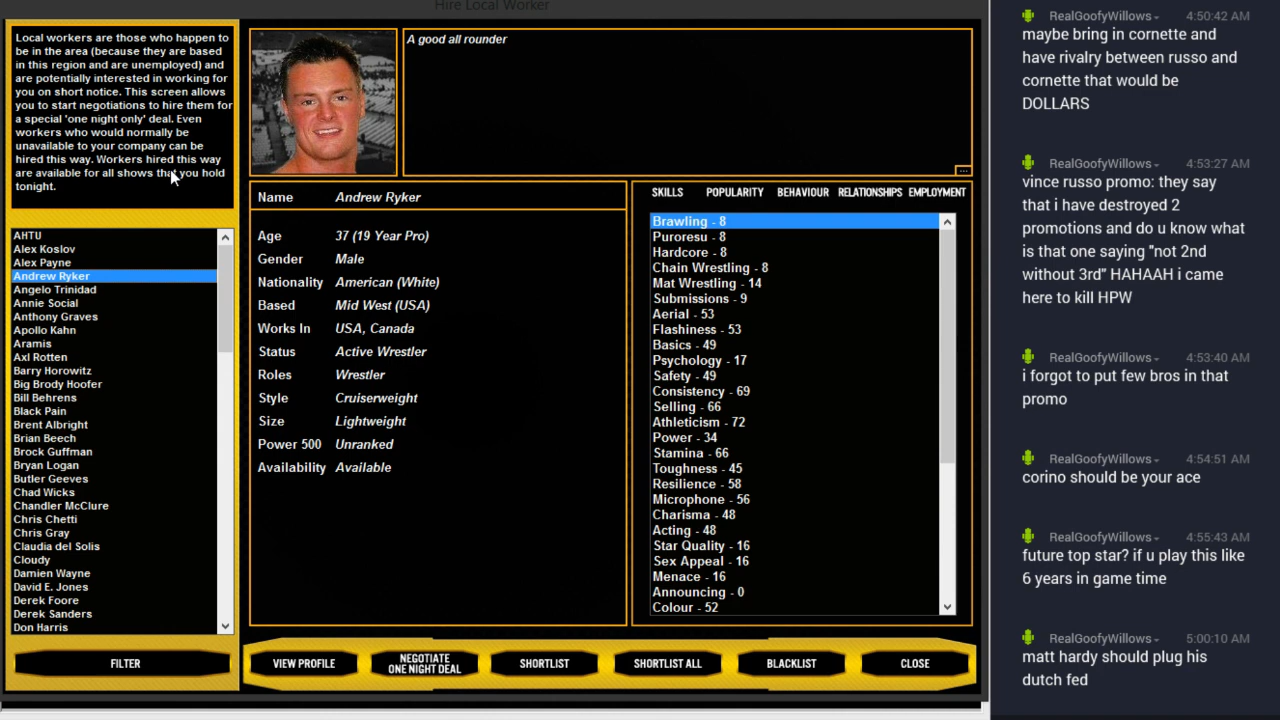 Hire Local Worker
Local workers are those who happen to
be in the area (because they are based
in this region and are unemployed) and
are potentially interested in working for
you on short notice. This screen allows
you to start negotiations to hire them for
a special 'one night only' deal. Even
workers who would normally be
unavailable to your company can be
hired this way. Workers hired this way
are available for all shows that you hold
tonight.
AHTU
Alex Koslov
Alex Payne
Andrew Ryker
Angelo Trinidad
Annie Social
Anthony Graves
Apollo Kahn
Aramis
Axl Rotten
Barry Horowitz
Big Brody Hoofer
Bill Behrens
Black Pain
Brent Albright
Brian Beech
Brock Guffman
Bryan Logan
Butler Geeves
Chad Wicks
Chandler McClure
Chris Chetti
Chris Gray
Claudia del Solis
Cloudy
Damien Wayne
David E. Jones
Derek Foore
Derek Sanders
Don Harris
FILTER
A good all rounder
...
Name Andrew Ryker
Age 37 (19 Year Pro)
Gender Male
Nationality American (White)
Based Mid West (USA)
Works In USA, Canada
Status Active Wrestler
Roles Wrestler
Style Cruiserweight
Size Lightweight
Power 500 Unranked
Availability Available
SKILLS POPULARITY BEHAVIOUR RELATIONSHIPS EMPLOYMENT
Brawling - 8
Puroresu - 8
Hardcore - 8
Chain Wrestling - 8
Mat Wrestling - 14
Submissions - 9
Aerial - 53
Flashiness - 53
Basics - 49
Psychology - 17
Safety - 49
Consistency - 69
Selling - 66
Athleticism - 72
Power - 34
Stamina - 66
Toughness - 45
Resilience - 58
Microphone - 56
Charisma - 48
Acting - 48
Star Quality - 16
Sex Appeal - 16
Menace - 16
Announcing - 0
Colour - 52
VIEW PROFILE
NEGOTIATE
ONE NIGHT DEAL
SHORTLIST
SHORTLIST ALL
BLACKLIST
CLOSE
RealGoofyWillows 4:50:42 AM
maybe bring in cornette and
have rivalry between russo and
cornette that would be
DOLLARS
RealGoofyWillows 4:53:27 AM
vince russo promo: they say
that i have destroyed 2
promotions and do u know what
is that one saying "not 2nd
without 3rd" HAHAAH i came
here to kill HPW
RealGoofyWillows 4:53:40 AM
i forgot to put few bros in that
promo
RealGoofyWillows 4:54:51 AM
corino should be your ace
RealGoofyWillows 4:55:43 AM
future top star? if u play this like
6 years in game time
RealGoofyWillows 5:00:10 AM
matt hardy should plug his
dutch fed